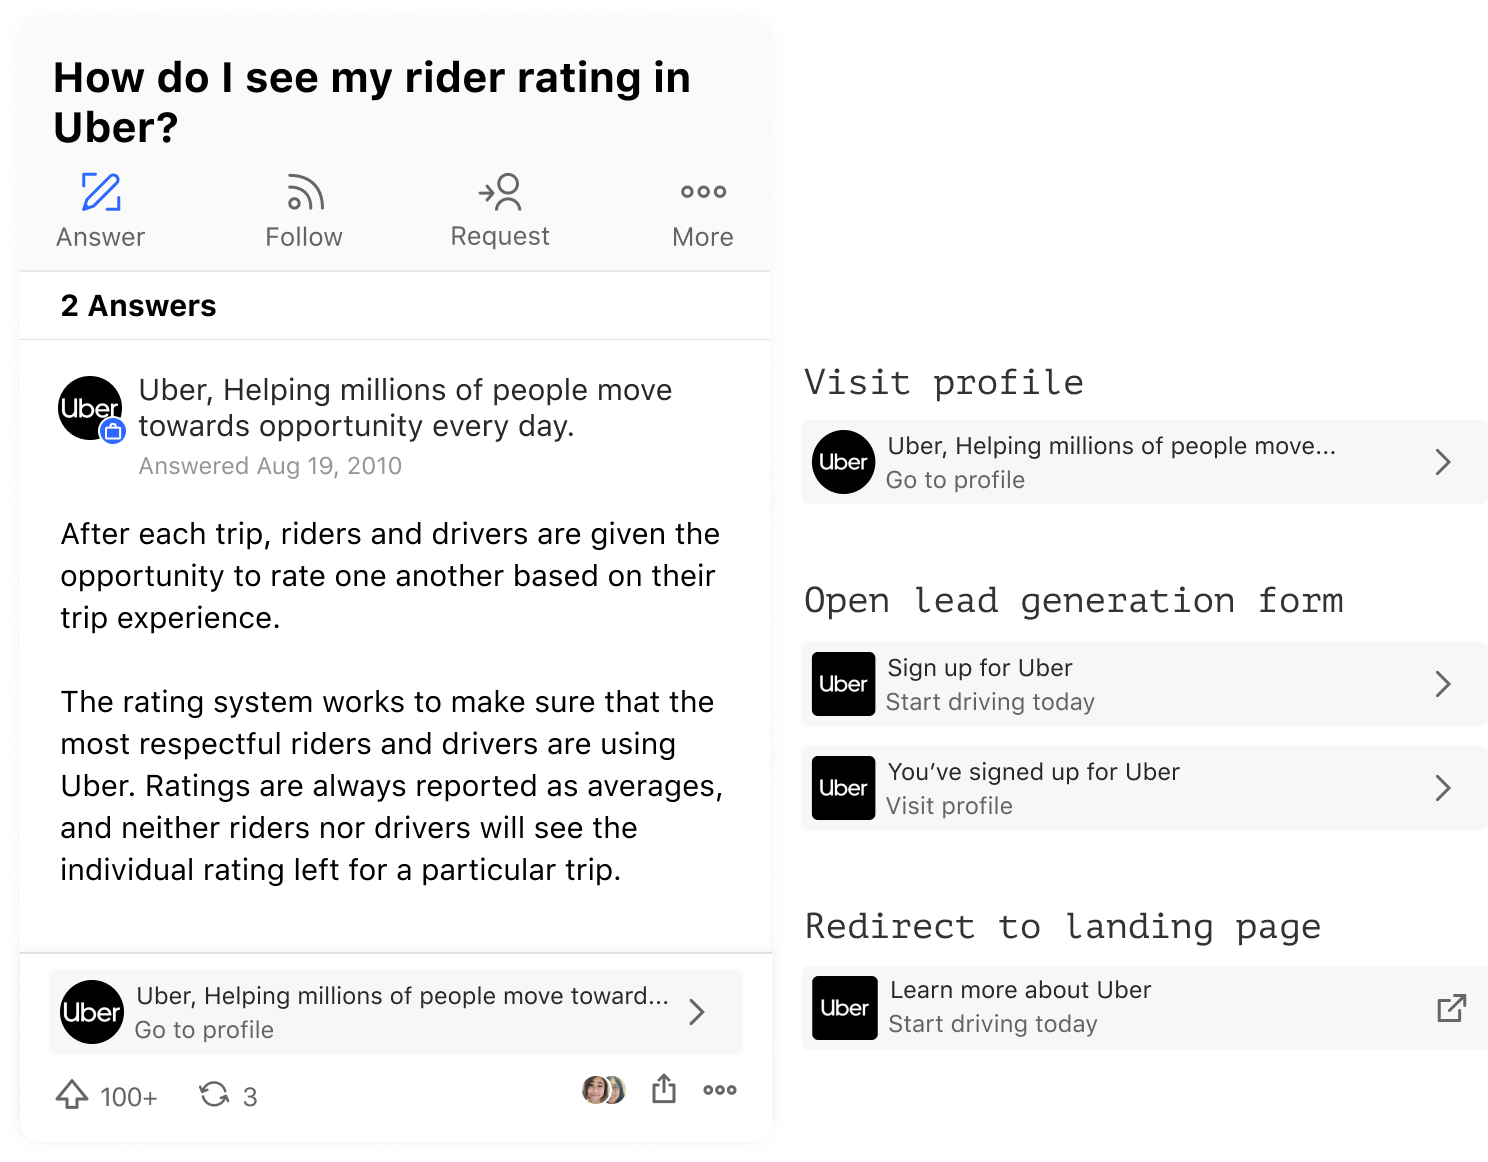 How do I see my rider rating in
Uber?
Answer
Follow
Request
More
2 Answers
Uber
Uber, Helping millions of people move
towards opportunity every day.
Answered Aug 19, 2010
After each trip, riders and drivers are given the
opportunity to rate one another based on their
trip experience.
The rating system works to make sure that the
most respectful riders and drivers are using
Uber. Ratings are always reported as averages,
and neither riders nor drivers will see the
individual rating left for a particular trip.
Uber
Uber, Helping millions of people move toward...
Go to profile
100+
3
Visit profile
Uber
Uber, Helping millions of people move...
Go to profile
Open lead generation form
Uber
Sign up for Uber
Start driving today
Uber
You’ve signed up for Uber
Visit profile
Redirect to landing page
Uber
Learn more about Uber
Start driving today